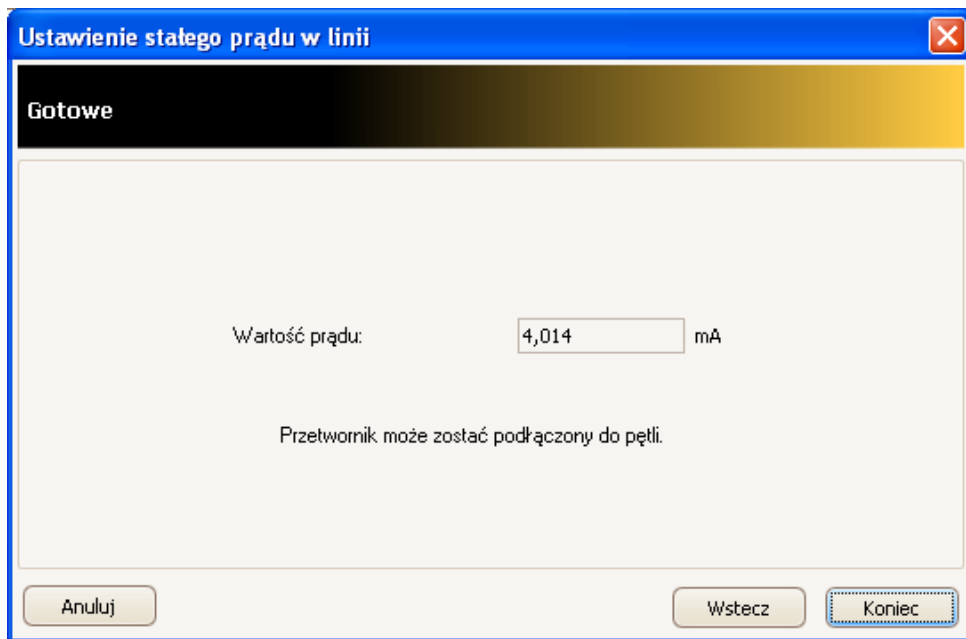 Ustawienie stałego prądu w linii
Gotowe
Wartość prądu: 4,014 mA
Przetwornik może zostać podłączony do pętli.
Anuluj Wstecz Koniec